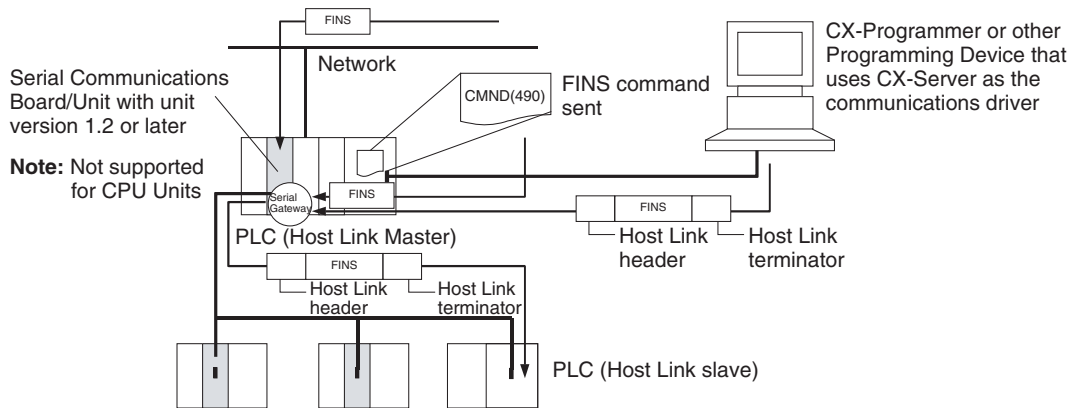 FINS
Network
Serial Communications
Board/Unit with unit
version 1.2 or later
Note: Not supported
for CPU Units
CMND(490)
FINS command
sent
CX-Programmer or other
Programming Device that
uses CX-Server as the
communications driver
Serial
Gateway
FINS
FINS
Host Link
header
Host Link
terminator
PLC (Host Link Master)
FINS
Host Link
header
Host Link
terminator
PLC (Host Link slave)